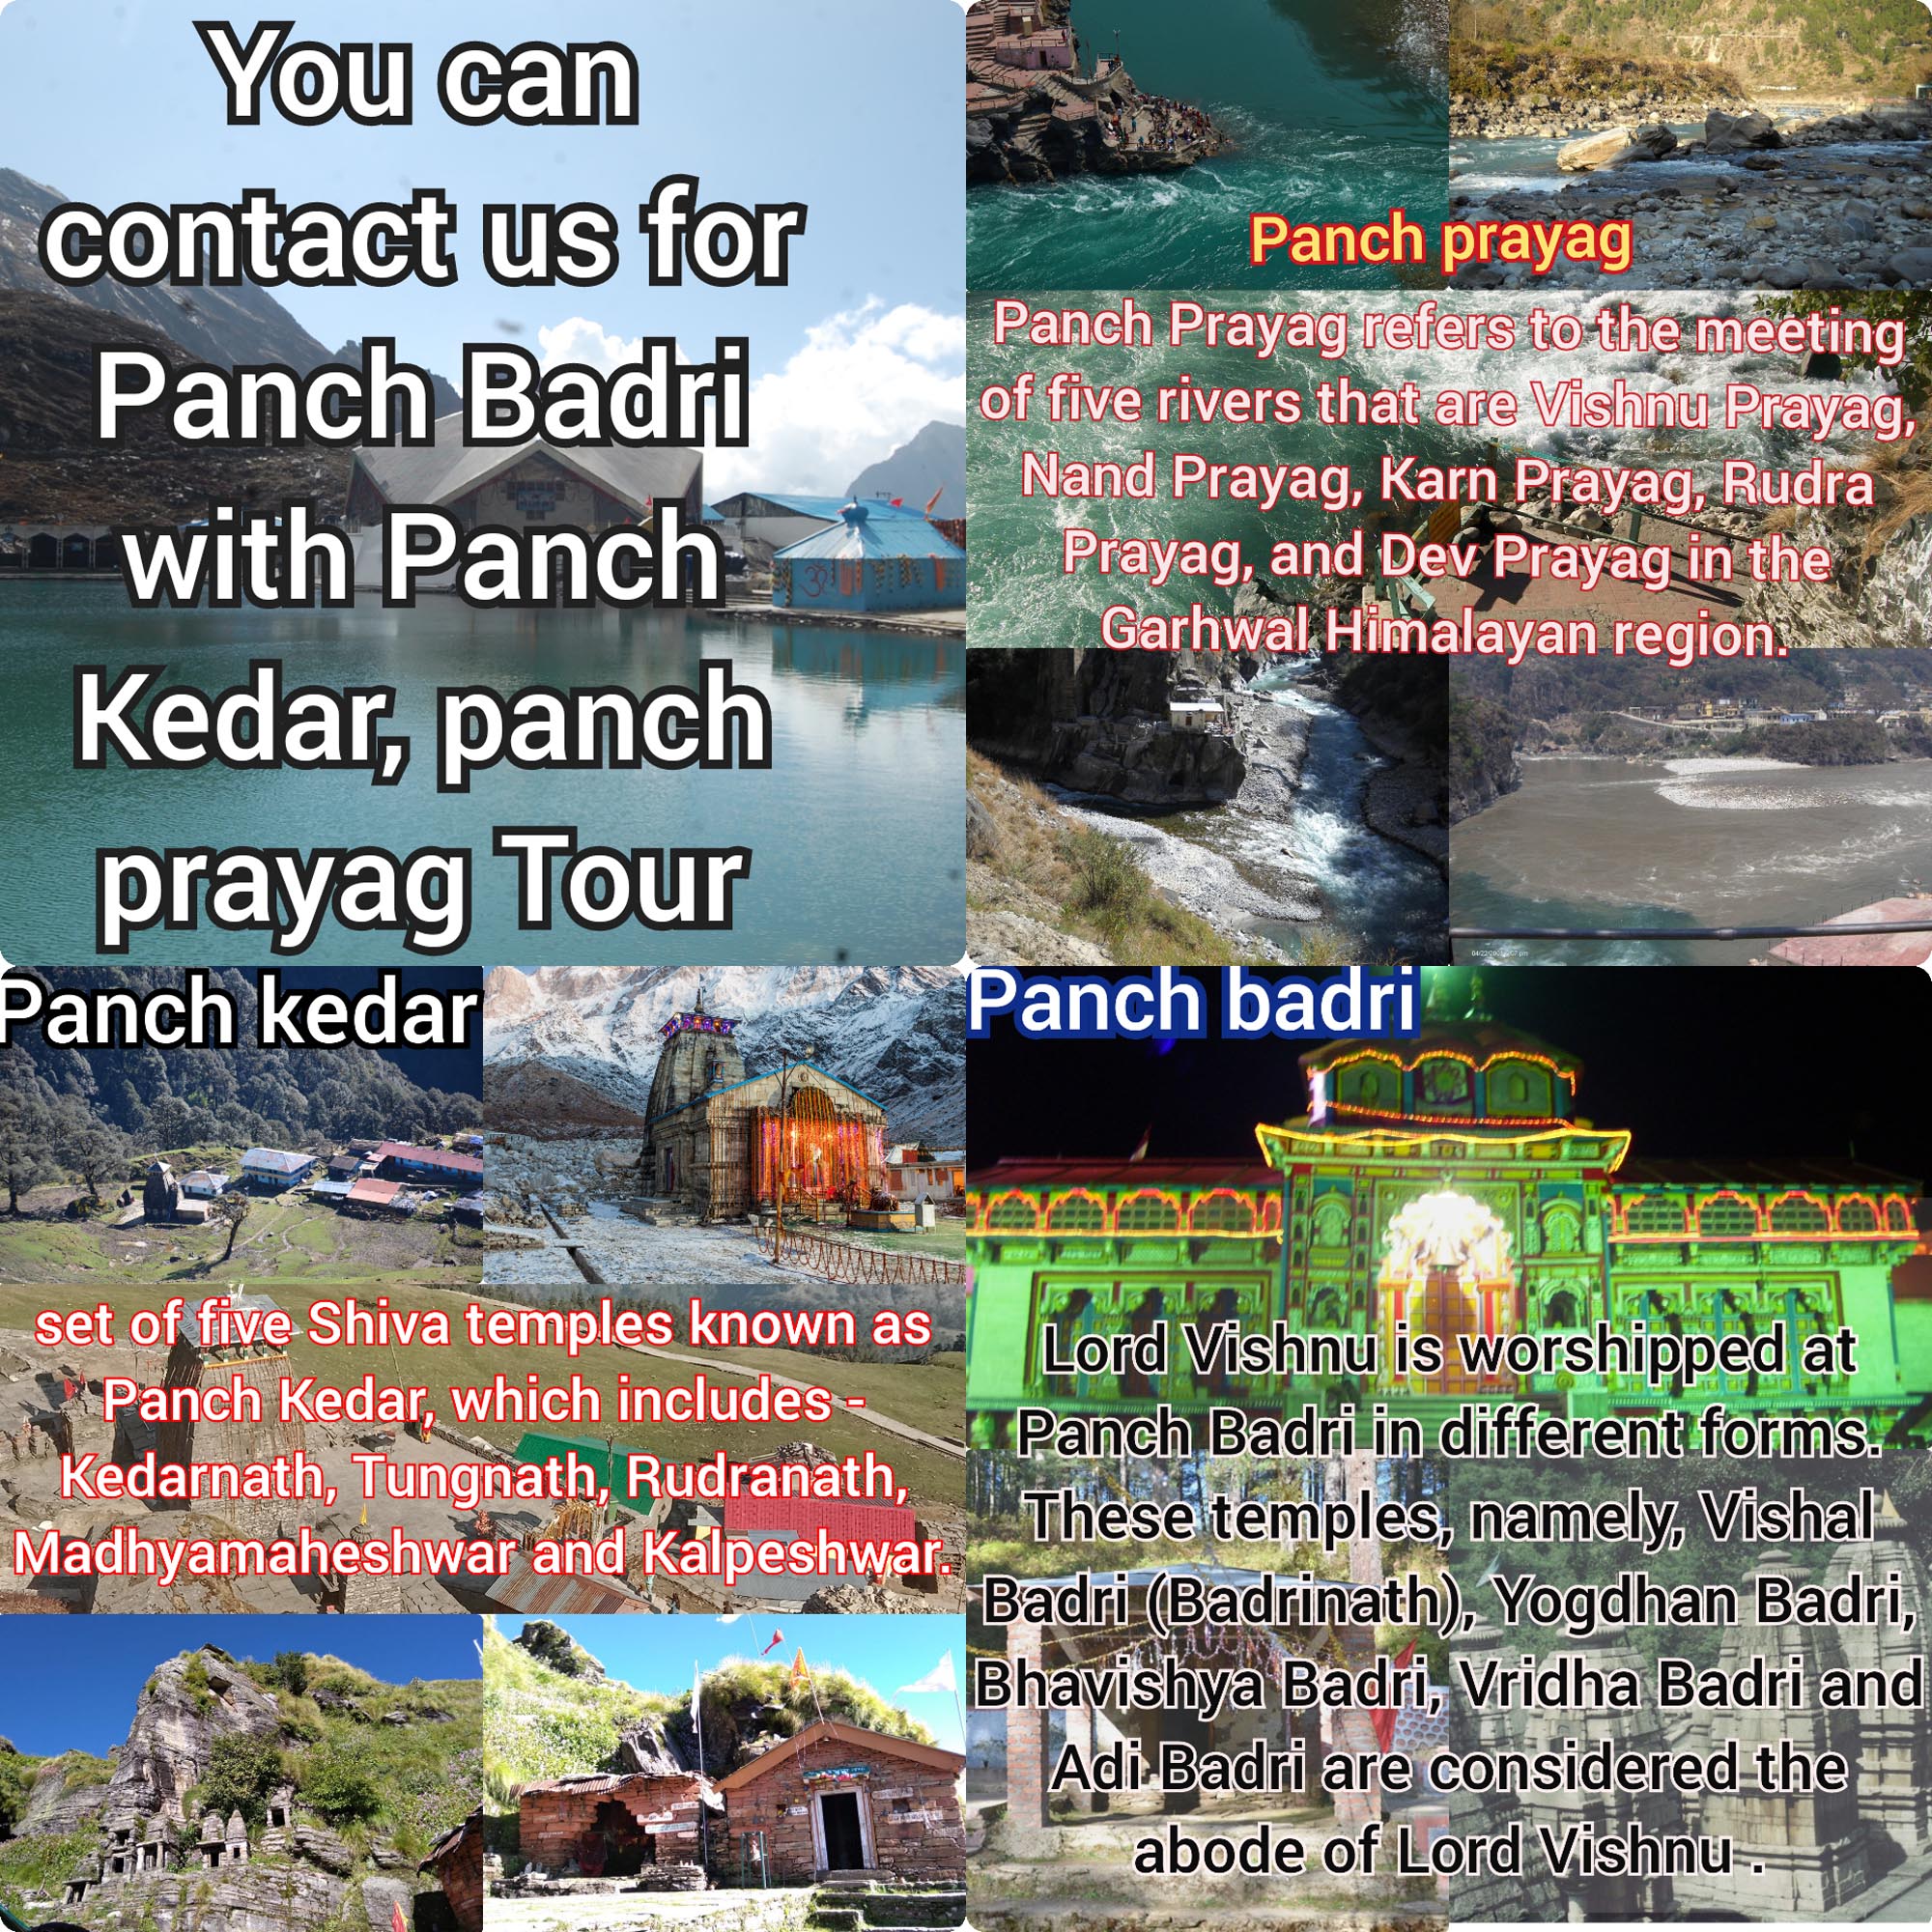 You can
contact us for
Panch Badri
with Panch
Kedar, panch
prayag Tour
Panch prayag
Panch Prayag refers to the meeting
of five rivers that are Vishnu Prayag,
Nand Prayag, Karn Prayag, Rudra
Prayag, and Dev Prayag in the
Garhwal Himalayan region.
Panch kedar
set of five Shiva temples known as
Panch Kedar, which includes -
Kedarnath, Tungnath, Rudranath,
Madhyamaheshwar and Kalpeshwar.
Panch badri
Lord Vishnu is worshipped at
Panch Badri in different forms.
These temples, namely, Vishal
Badri (Badrinath), Yogdhan Badri,
Bhavishya Badri, Vridha Badri and
Adi Badri are considered the
abode of Lord Vishnu .